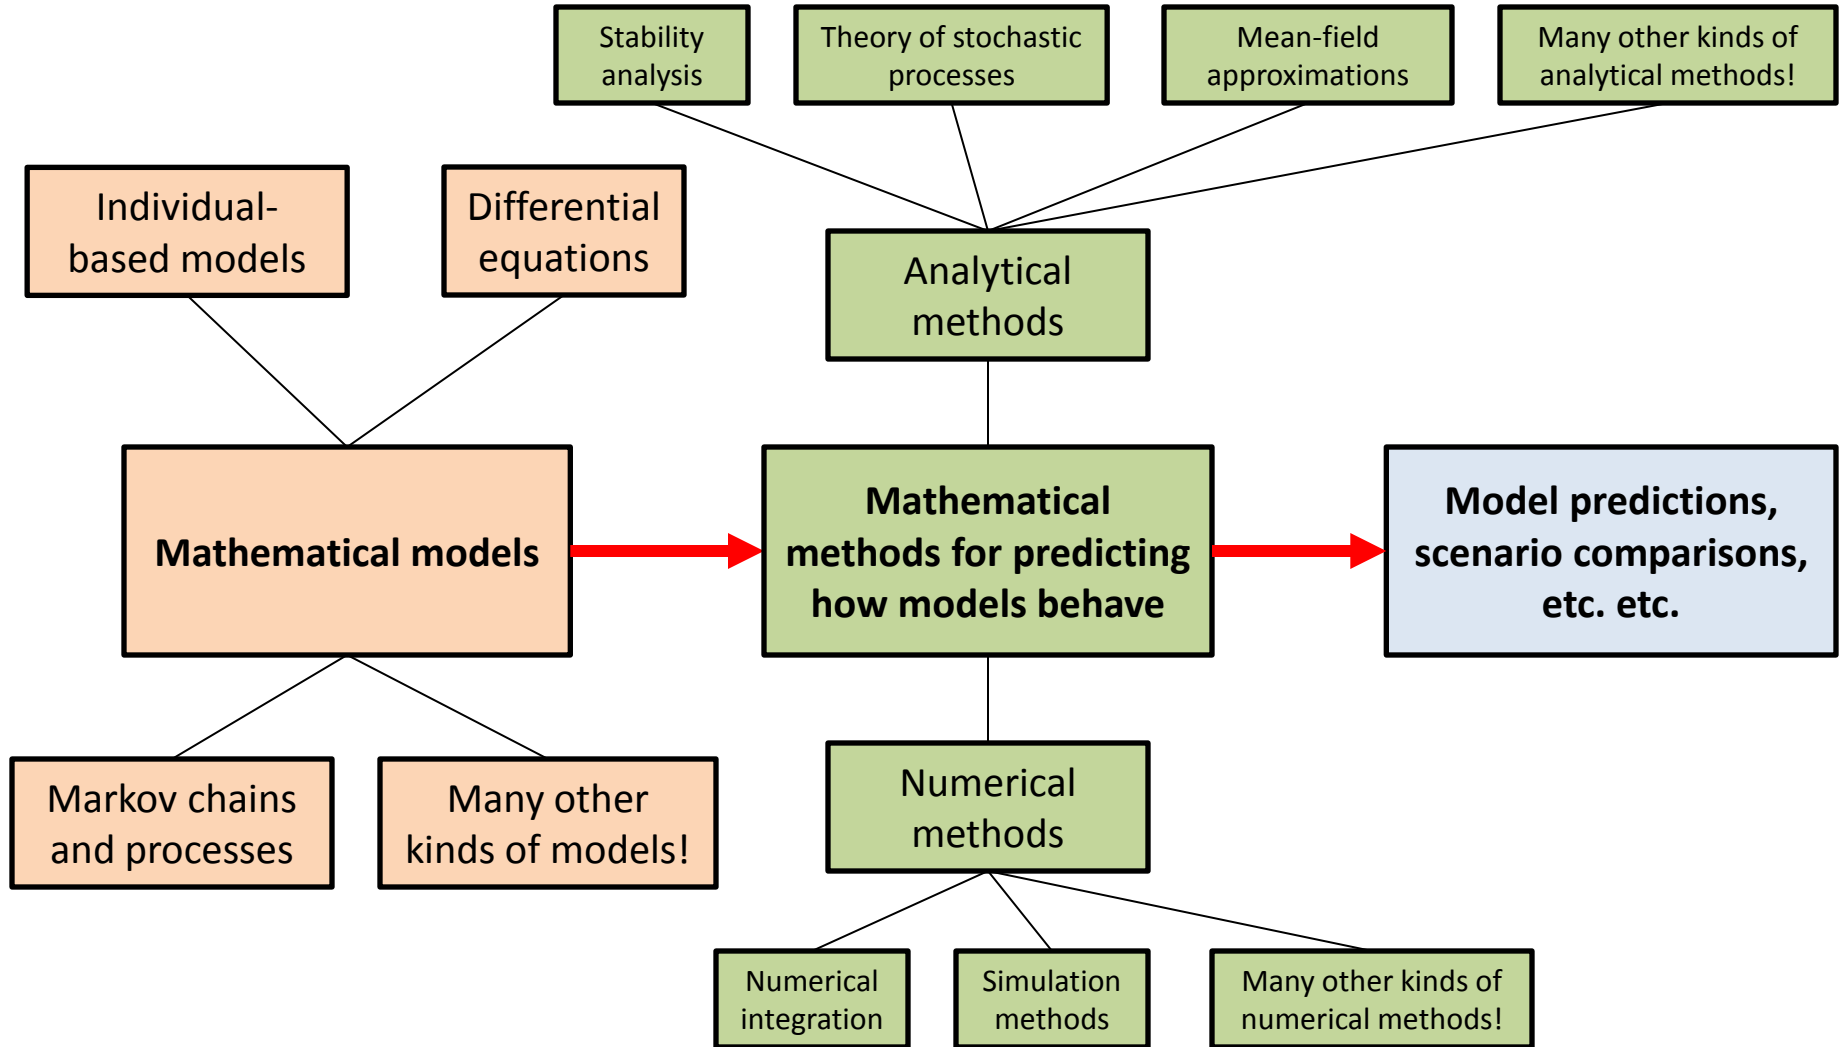 Stability
analysis
Theory of stochastic
processes
Mean-field
approximations
Many other kinds of
analytical methods!
Individual-
based models
Differential
equations
Analytical
methods
Mathematical models
Mathematical
methods for predicting
how models behave
Model predictions,
scenario comparisons,
etc. etc.
Markov chains
and processes
Many other
kinds of models!
Numerical
methods
Numerical
integration
Simulation
methods
Many other kinds of
numerical methods!